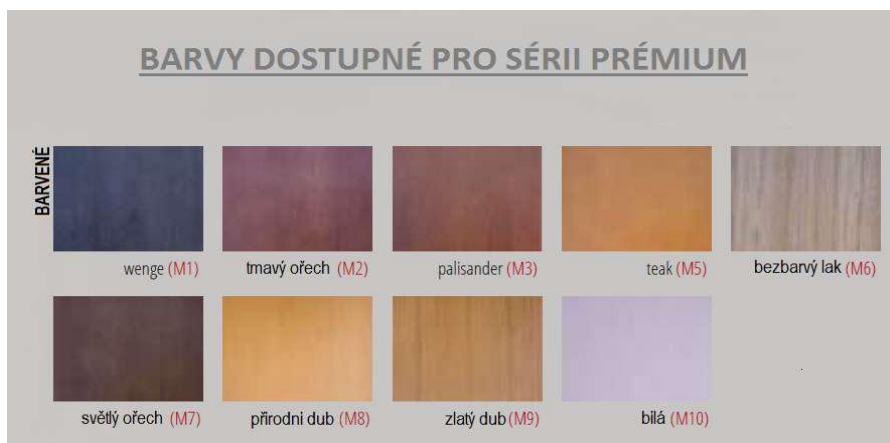 BARVY DOSTUPNÉ PRO SÉRII PRÉMIUM
BARVENÉ
wenge (M1)
tmavý ořech (M2)
palisander (M3)
teak (M5)
bezbarvý lak (M6)
světlý ořech (M7)
přirodni dub (M8)
zlatý dub (M9)
bílá (M10)